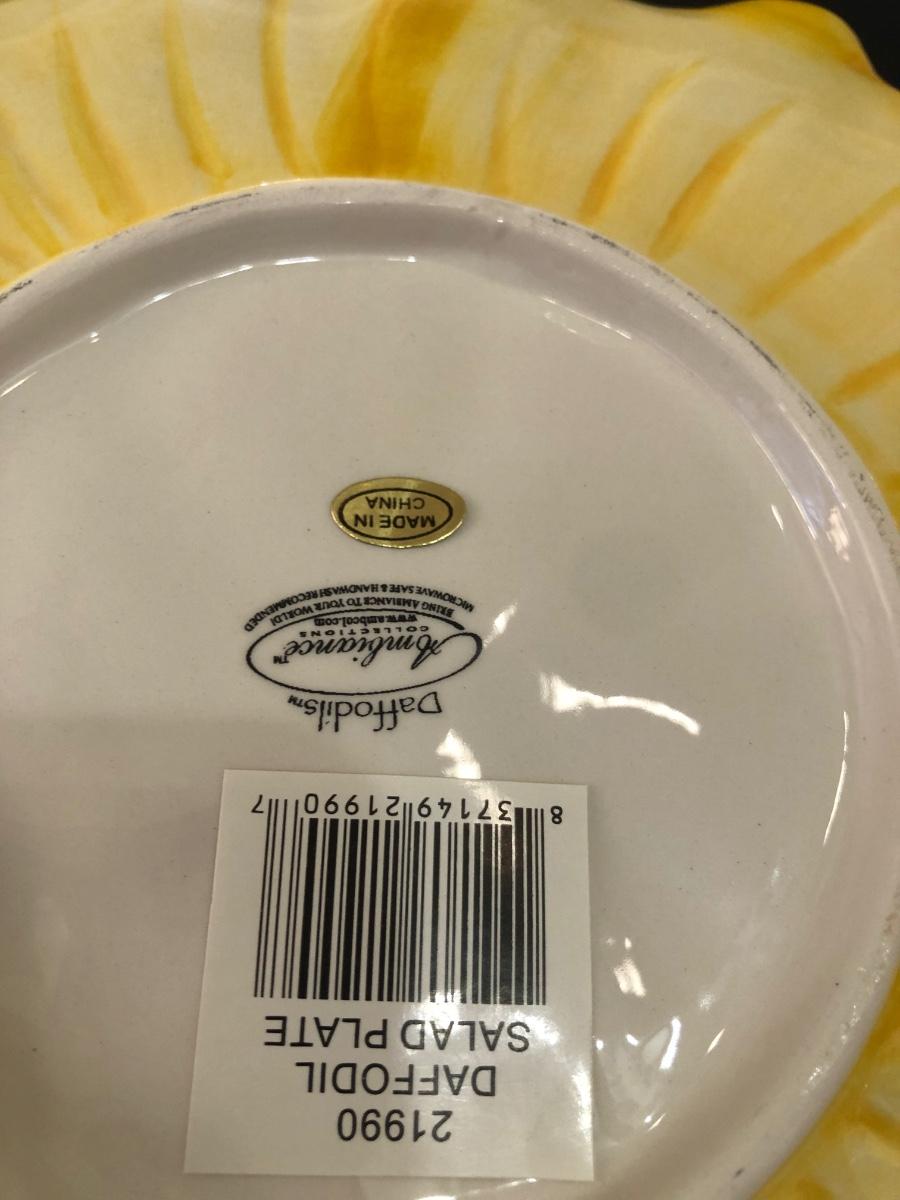 21990
DAFFODIL
SALAD PLATE
8 37149 21990 7
Daffodils™
Ambiance™
COLLECTIONS
www.ambcol.com
BRING AMBIANCE TO YOUR WORLD!
MICROWAVE SAFE & HANDWASH RECOMMENDED
MADE IN
CHINA